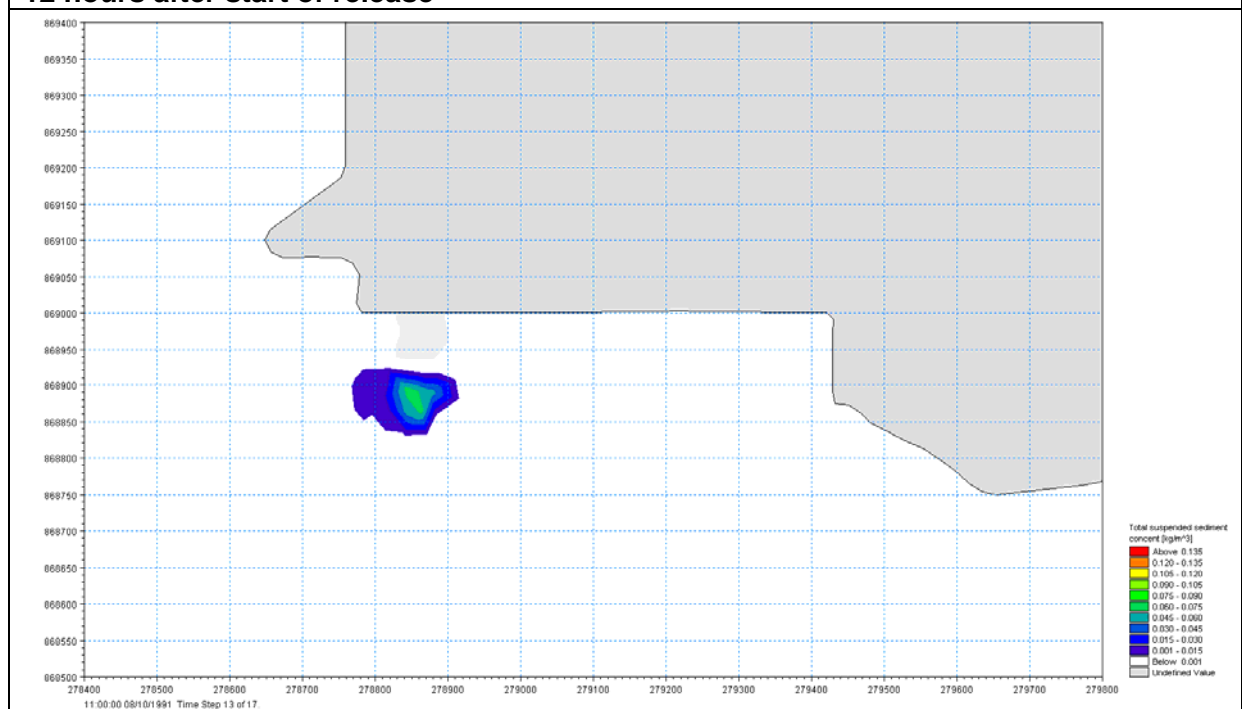 12 hours after start of release
869400
869350
869300
869250
869200
869150
869100
869050
869000
868950
868900
868850
868800
868750
868700
868650
868600
868550
868500
278400 278500 278600 278700 278800 278900 279000 279100 279200 279300 279400 279500 279600 279700 279800
11:00:00 08/10/1991 Time Step 13 of 17.
Total suspended sediment
concent [kg/m^3]
Above 0.135
0.120 - 0.135
0.105 - 0.120
0.090 - 0.105
0.075 - 0.090
0.060 - 0.075
0.045 - 0.060
0.030 - 0.045
0.015 - 0.030
0.001 - 0.015
Below 0.001
Undefined Value